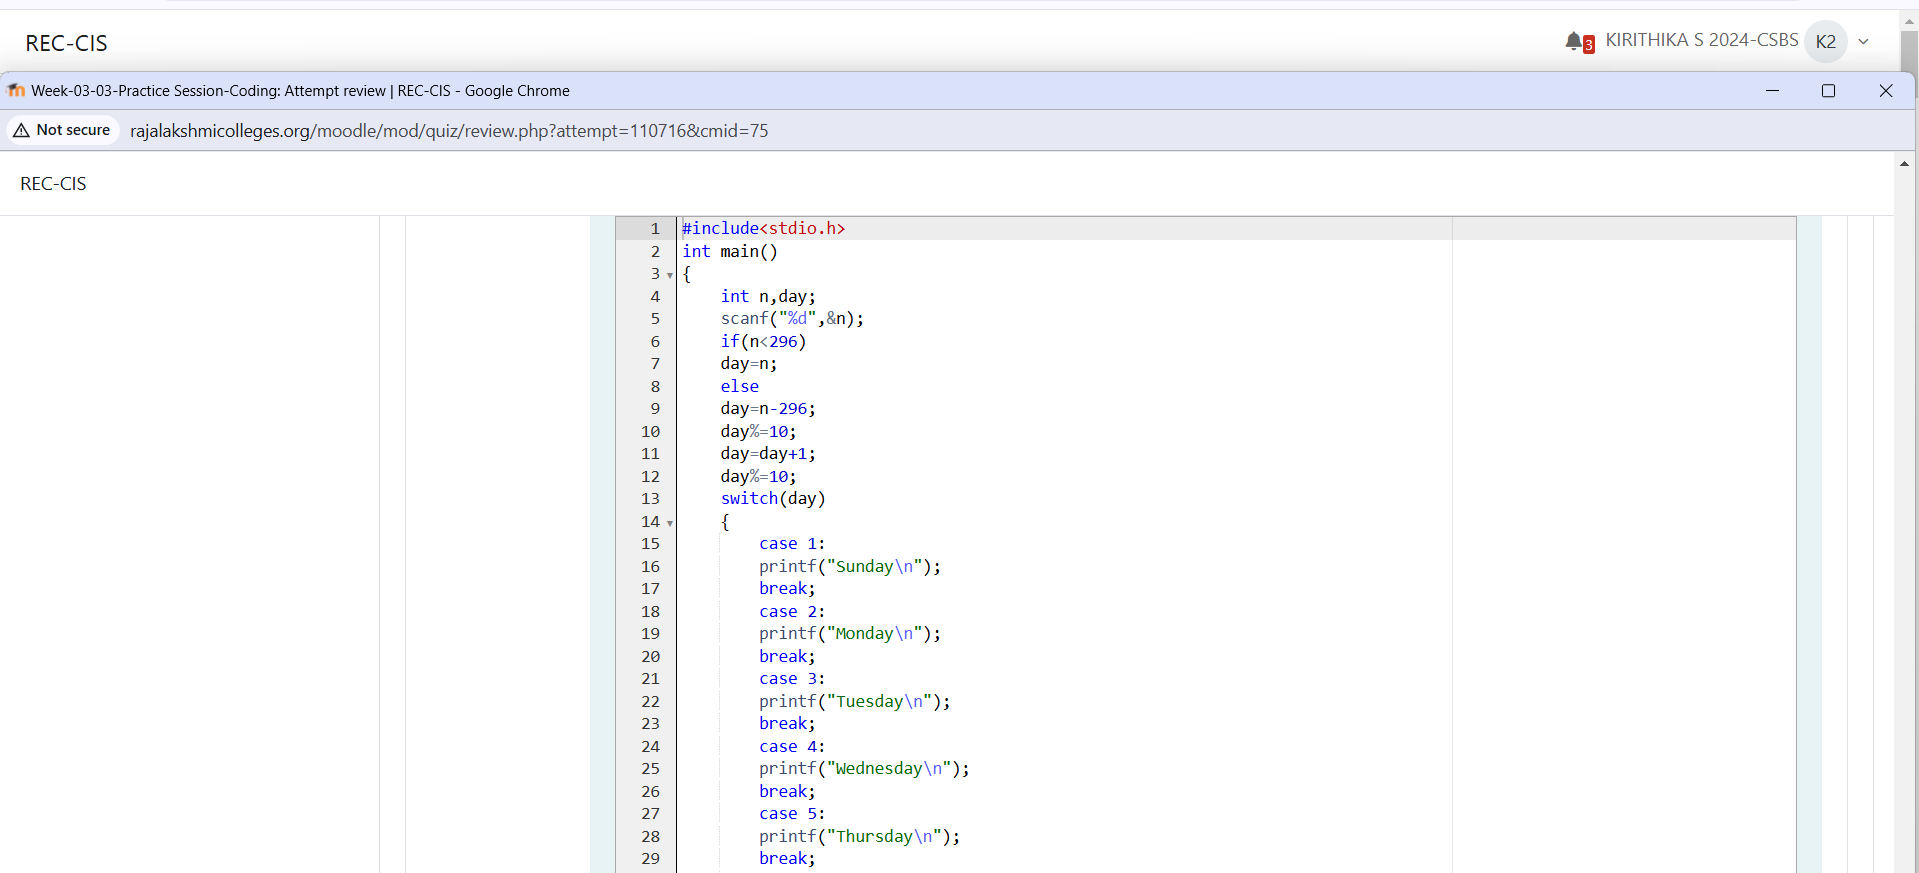 REC-CIS
3 KIRITHIKA S 2024-CSBS K2
Week-03-03-Practice Session-Coding: Attempt review | REC-CIS - Google Chrome
Not secure rajalakshmicolleges.org/moodle/mod/quiz/review.php?attempt=110716&cmid=75
REC-CIS
1 #include<stdio.h>
2 int main()
3 {
4 int n,day;
5 scanf("%d",&n);
6 if(n<296)
7 day=n;
8 else
9 day=n-296;
10 day%=10;
11 day=day+1;
12 day%=10;
13 switch(day)
14 {
15 case 1:
16 printf("Sunday\n");
17 break;
18 case 2:
19 printf("Monday\n");
20 break;
21 case 3:
22 printf("Tuesday\n");
23 break;
24 case 4:
25 printf("Wednesday\n");
26 break;
27 case 5:
28 printf("Thursday\n");
29 break;